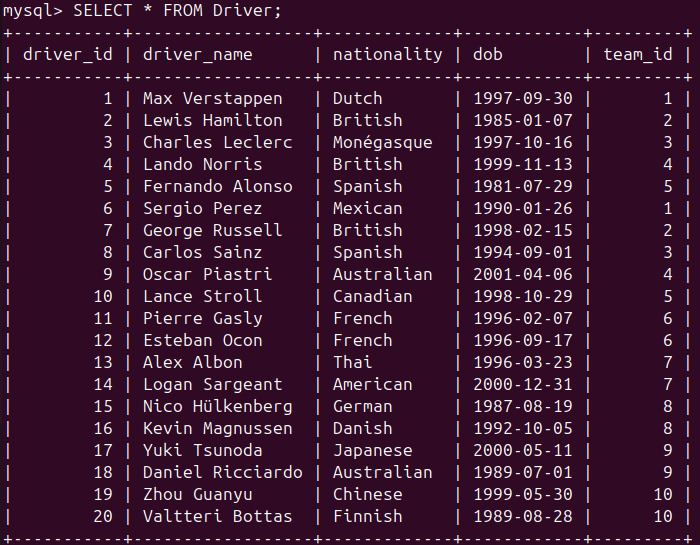 mysql> SELECT * FROM Driver;
+-----------+------------------+-------------+------------+---------+
| driver_id | driver_name      | nationality | dob        | team_id |
+-----------+------------------+-------------+------------+---------+
|         1 | Max Verstappen   | Dutch       | 1997-09-30 |       1 |
|         2 | Lewis Hamilton   | British     | 1985-01-07 |       2 |
|         3 | Charles Leclerc  | Monégasque  | 1997-10-16 |       3 |
|         4 | Lando Norris     | British     | 1999-11-13 |       4 |
|         5 | Fernando Alonso  | Spanish     | 1981-07-29 |       5 |
|         6 | Sergio Perez     | Mexican     | 1990-01-26 |       1 |
|         7 | George Russell   | British     | 1998-02-15 |       2 |
|         8 | Carlos Sainz     | Spanish     | 1994-09-01 |       3 |
|         9 | Oscar Piastri    | Australian  | 2001-04-06 |       4 |
|        10 | Lance Stroll     | Canadian    | 1998-10-29 |       5 |
|        11 | Pierre Gasly     | French      | 1996-02-07 |       6 |
|        12 | Esteban Ocon     | French      | 1996-09-17 |       6 |
|        13 | Alex Albon       | Thai        | 1996-03-23 |       7 |
|        14 | Logan Sargeant   | American    | 2000-12-31 |       7 |
|        15 | Nico Hülkenberg  | German      | 1987-08-19 |       8 |
|        16 | Kevin Magnussen  | Danish      | 1992-10-05 |       8 |
|        17 | Yuki Tsunoda     | Japanese    | 2000-05-11 |       9 |
|        18 | Daniel Ricciardo | Australian  | 1989-07-01 |       9 |
|        19 | Zhou Guanyu      | Chinese     | 1999-05-30 |      10 |
|        20 | Valtteri Bottas  | Finnish     | 1989-08-28 |      10 |
+-----------+------------------+-------------+------------+---------+